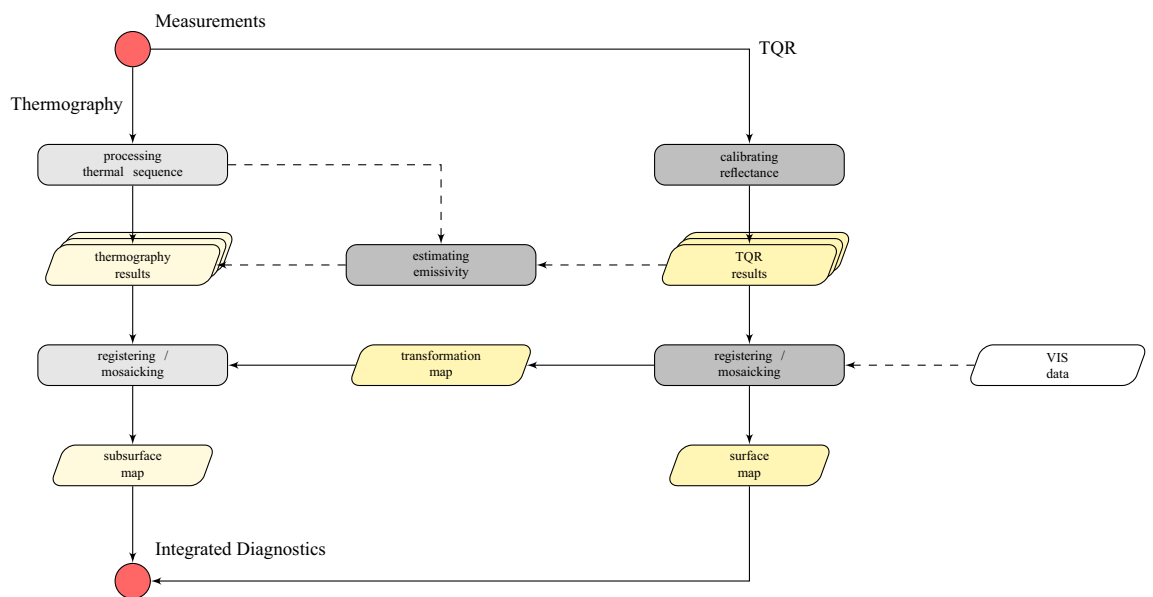 Measurements
TQR
Thermography
processing
thermal sequence
calibrating
reflectance
thermography
results
estimating
emissivity
TQR
results
registering /
mosaicking
transformation
map
registering /
mosaicking
VIS
data
subsurface
map
surface
map
Integrated Diagnostics